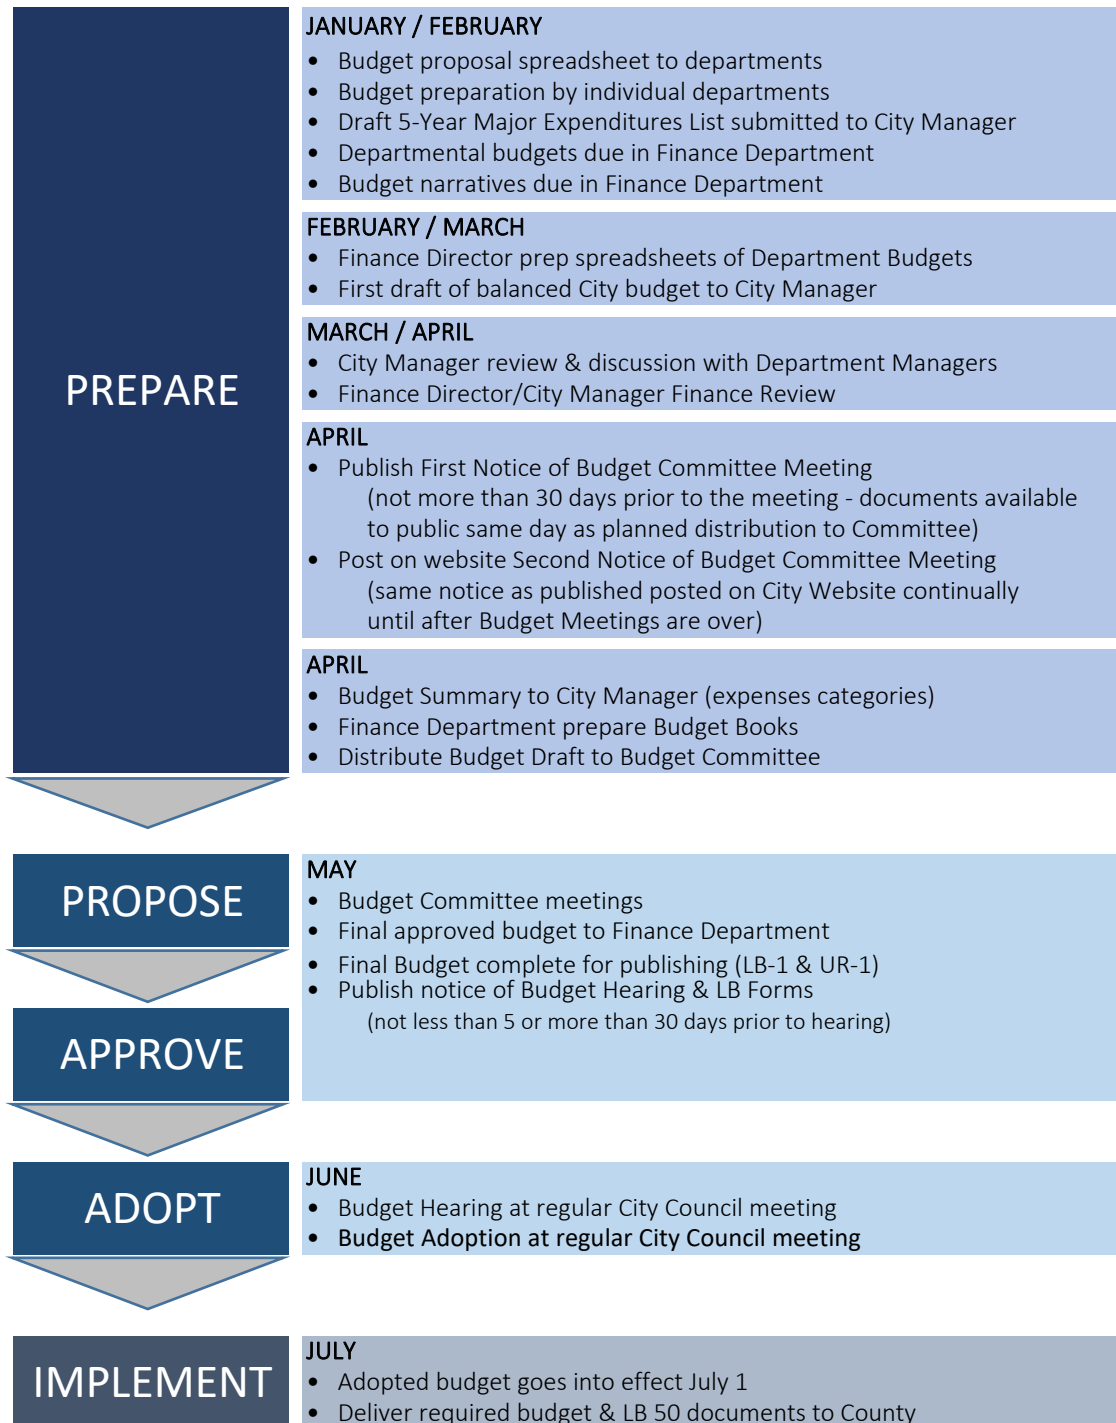 PREPARE
JANUARY / FEBRUARY
• Budget proposal spreadsheet to departments
• Budget preparation by individual departments
• Draft 5-Year Major Expenditures List submitted to City Manager
• Departmental budgets due in Finance Department
• Budget narratives due in Finance Department
FEBRUARY / MARCH
• Finance Director prep spreadsheets of Department Budgets
• First draft of balanced City budget to City Manager
MARCH / APRIL
• City Manager review & discussion with Department Managers
• Finance Director/City Manager Finance Review
APRIL
• Publish First Notice of Budget Committee Meeting
(not more than 30 days prior to the meeting - documents available
to public same day as planned distribution to Committee)
• Post on website Second Notice of Budget Committee Meeting
(same notice as published posted on City Website continually
until after Budget Meetings are over)
APRIL
• Budget Summary to City Manager (expenses categories)
• Finance Department prepare Budget Books
• Distribute Budget Draft to Budget Committee
PROPOSE
APPROVE
MAY
• Budget Committee meetings
• Final approved budget to Finance Department
• Final Budget complete for publishing (LB-1 & UR-1)
• Publish notice of Budget Hearing & LB Forms
(not less than 5 or more than 30 days prior to hearing)
ADOPT
JUNE
• Budget Hearing at regular City Council meeting
• Budget Adoption at regular City Council meeting
IMPLEMENT
JULY
• Adopted budget goes into effect July 1
• Deliver required budget & LB 50 documents to County